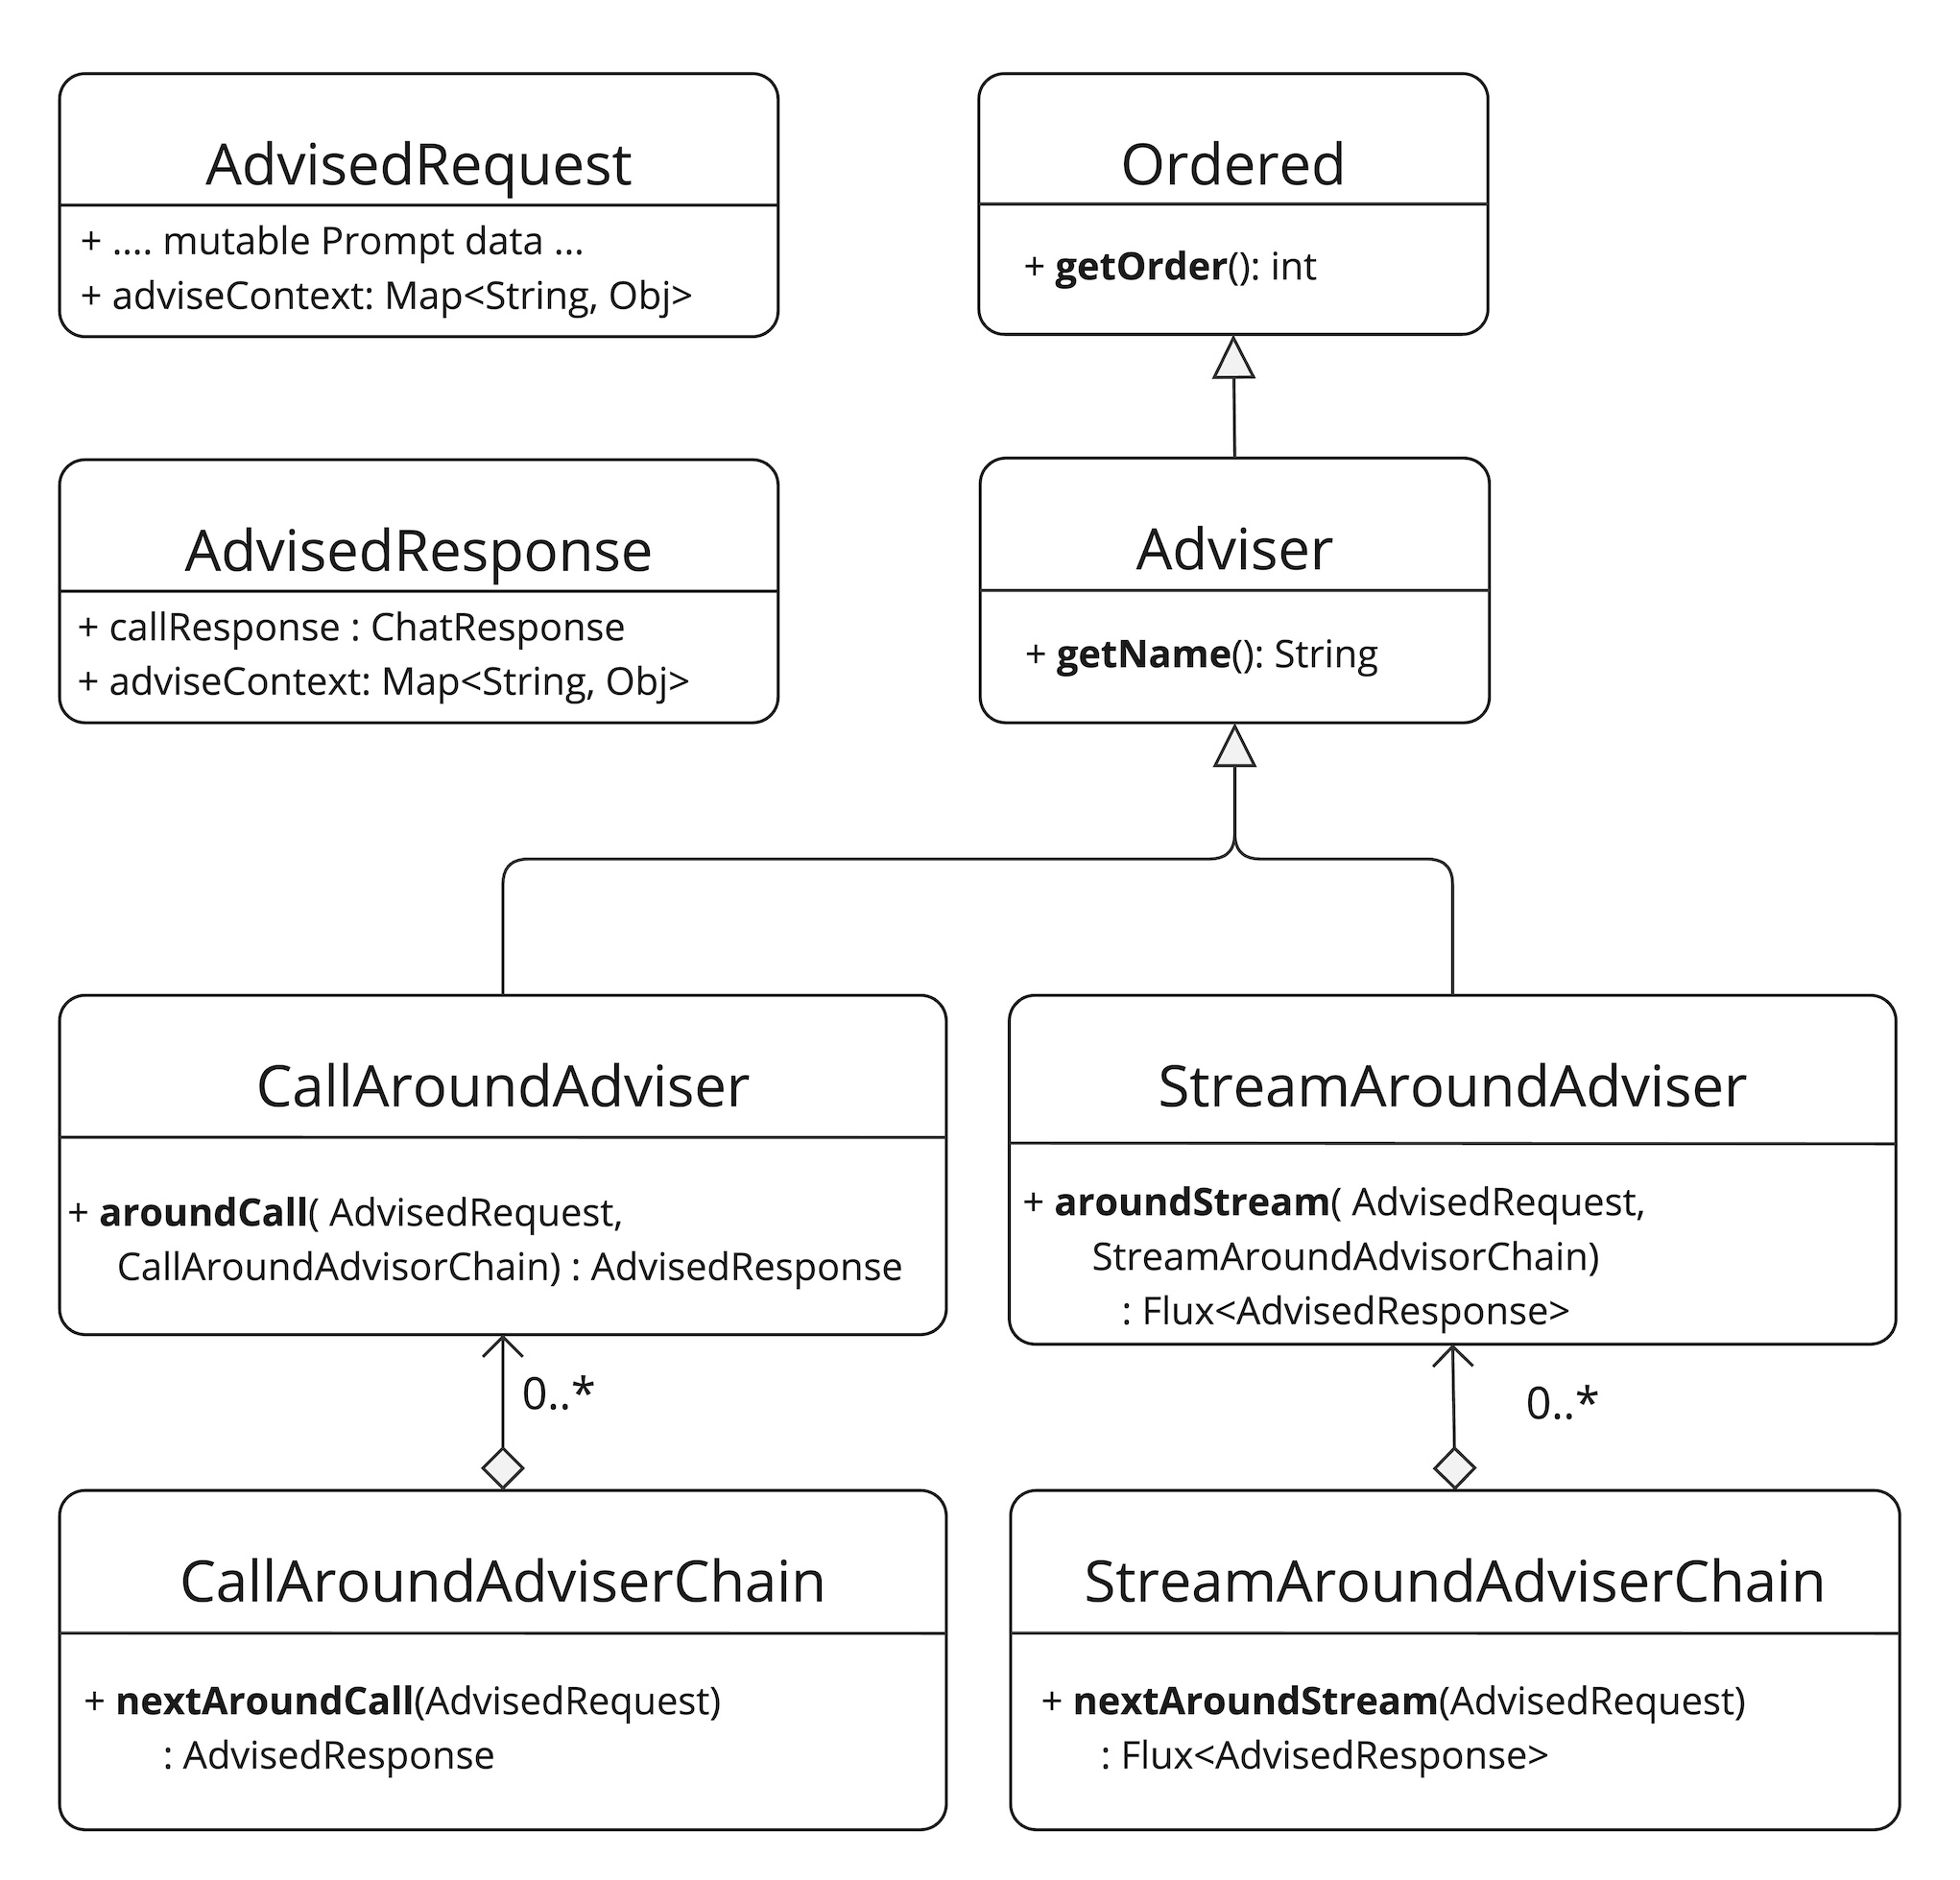 AdvisedRequest
+ .... mutable Prompt data ...
+ adviseContext: Map<String, Obj>
Ordered
+ getOrder(): int
AdvisedResponse
+ callResponse : ChatResponse
+ adviseContext: Map<String, Obj>
Adviser
+ getName(): String
CallAroundAdviser
+ aroundCall( AdvisedRequest,
CallAroundAdvisorChain) : AdvisedResponse
0..*
StreamAroundAdviser
+ aroundStream( AdvisedRequest,
StreamAroundAdvisorChain)
: Flux<AdvisedResponse>
0..*
CallAroundAdviserChain
+ nextAroundCall(AdvisedRequest)
: AdvisedResponse
StreamAroundAdviserChain
+ nextAroundStream(AdvisedRequest)
: Flux<AdvisedResponse>